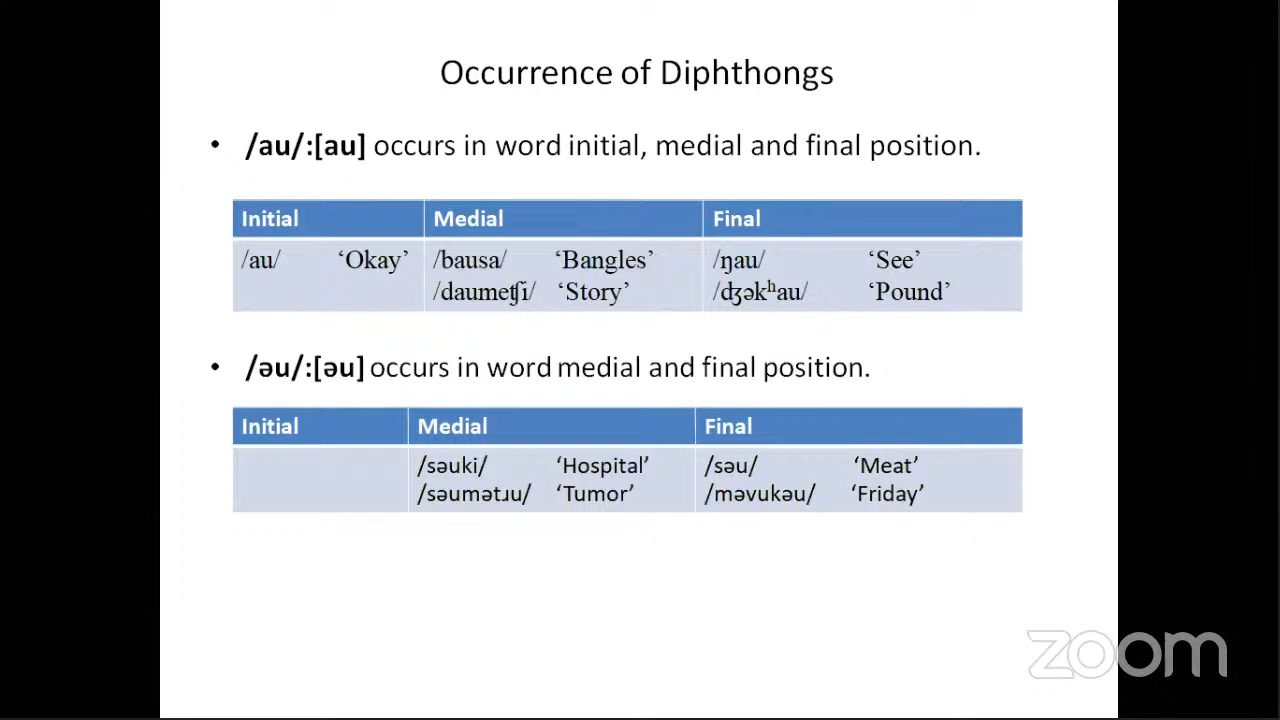 Occurrence of Diphthongs
• /au/:[au] occurs in word initial, medial and final position.
Initial Medial Final
/au/ ‘Okay’ /bausa/ ‘Bangles’ /ŋau/ ‘See’
/daumeʧi/ ‘Story’ /ʤəkʰau/ ‘Pound’
• /əu/:[əu] occurs in word medial and final position.
Initial Medial Final
/səuki/ ‘Hospital’ /səu/ ‘Meat’
/səumətɹu/ ‘Tumor’ /məvukəu/ ‘Friday’
zoom